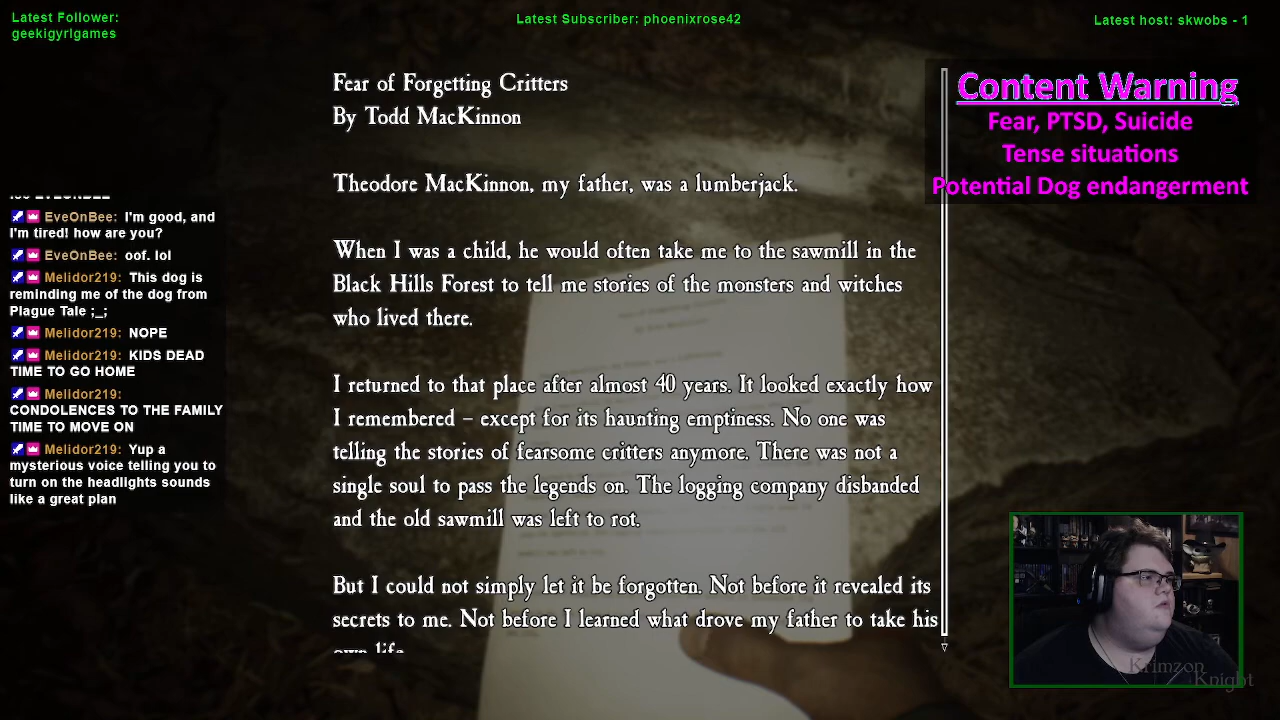 Latest Follower:
geekigyrlgames
Latest Subscriber: phoenixrose42
Latest host: skwobs - 1
Content Warning
Fear, PTSD, Suicide
Tense situations
Potential Dog endangerment
EveOnBee: I'm good, and
I'm tired! how are you?
EveOnBee: oof. lol
Melidor219: This dog is
reminding me of the dog from
Plague Tale ;_;
Melidor219: NOPE
Melidor219: KIDS DEAD
TIME TO GO HOME
Melidor219:
CONDOLENCES TO THE FAMILY
TIME TO MOVE ON
Melidor219: Yup a
mysterious voice telling you to
turn on the headlights sounds
like a great plan
Fear of Forgetting Critters
By Todd MacKinnon
Theodore MacKinnon, my father, was a lumberjack.
When I was a child, he would often take me to the sawmill in the
Black Hills Forest to tell me stories of the monsters and witches
who lived there.
I returned to that place after almost 40 years. It looked exactly how
I remembered – except for its haunting emptiness. No one was
telling the stories of fearsome critters anymore. There was not a
single soul to pass the legends on. The logging company disbanded
and the old sawmill was left to rot.
But I could not simply let it be forgotten. Not before it revealed its
secrets to me. Not before I learned what drove my father to take his
own life.
Krimzon
Knight